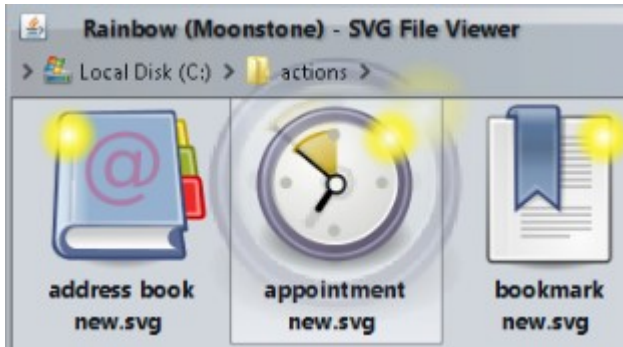 Rainbow (Moonstone) - SVG File Viewer
> Local Disk (C:) > actions >
@
address book
new.svg
appointment
new.svg
bookmark
new.svg